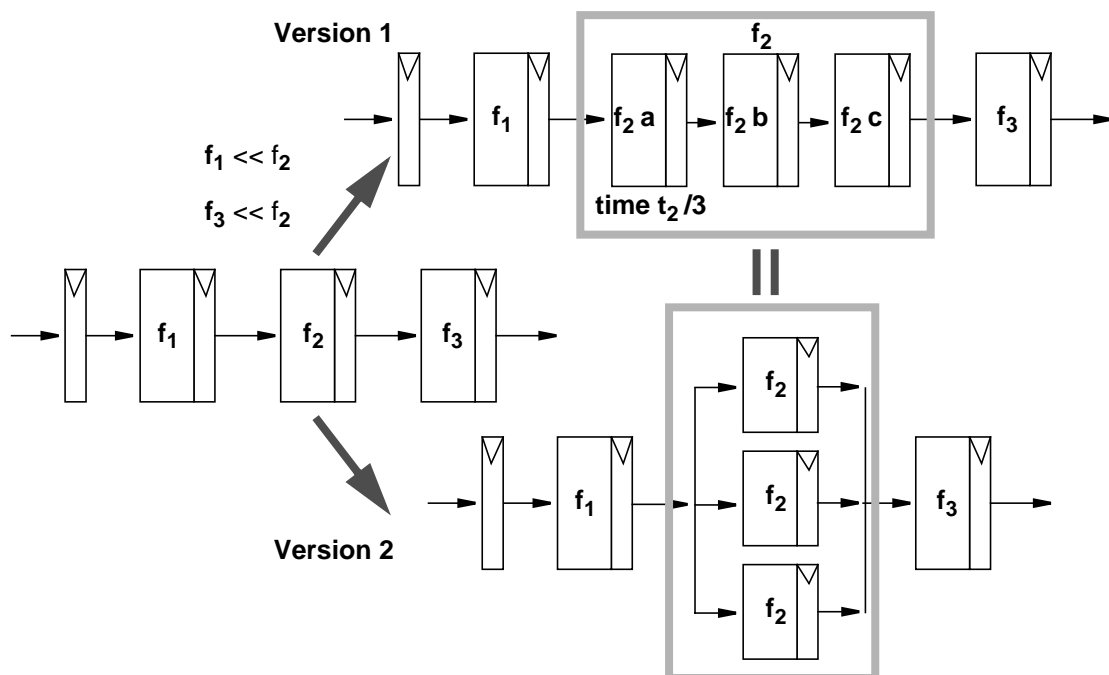 Version 1
f2
f1
f2 a
f2 b
f2 c
f3
time t2 /3
f1 << f2
f3 << f2
f1
f2
f3
Version 2
f1
f2
f2
f2
f3